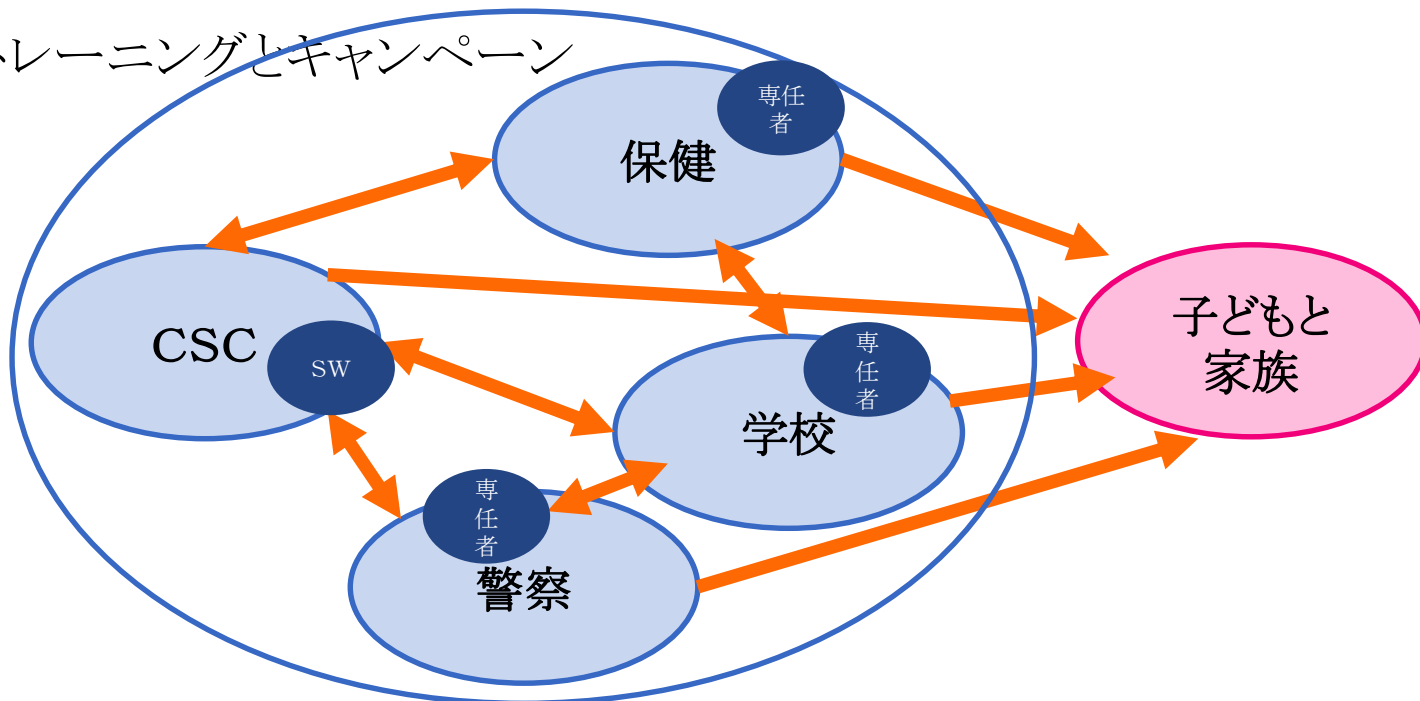 トレーニングとキャンペーン
専任
者
保健
CSC
SW
専
任
者
学校
専
任
者
警察
子どもと
家族